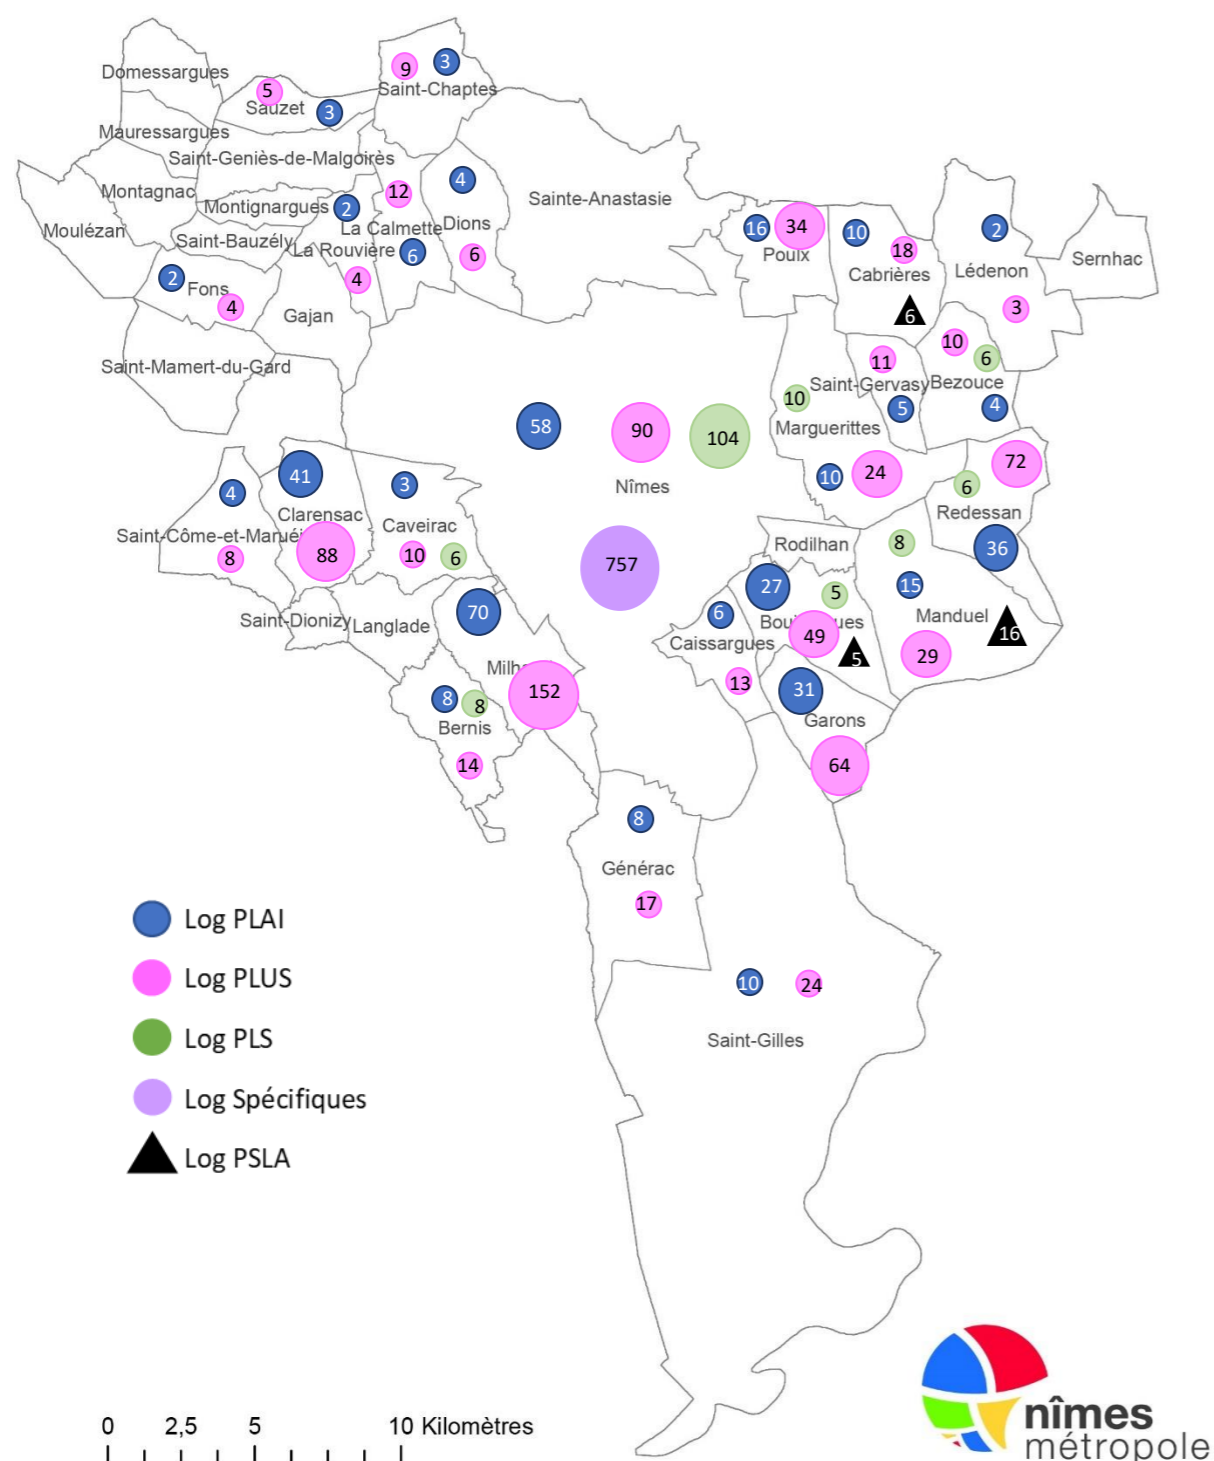 Domessargues
5
Sauzet
3
9
3
Saint-Chaptes
Mauressargues
Saint-Geniès-de-Malgoirès
Montagnac
Montignargues
2
12
La Calmette
4
Dions
Sainte-Anastasie
Moulézan
Saint-Bauzély
La Rouvière
6
6
2
Fons
4
4
Gajan
Saint-Mamert-du-Gard
16
34
Poulx
10
18
Cabrières
6
2
Lédenon
3
Sernhac
11
Saint-Gervasy
5
10
6
Bezouce
4
10
Marguerittes
10
24
58
90
104
Nîmes
757
72
6
Redessan
36
4
Saint-Côme-et-Maruéj
8
41
Clarensac
88
3
Caveirac
10
6
Saint-Dionizy
Langlade
70
Milh
152
8
8
Bernis
14
Rodilhan
27
5
Bou
ues
49
5
6
Caissargues
13
8
15
Manduel
16
29
31
Garons
64
8
Générac
17
10
24
Saint-Gilles
Log PLAI
Log PLUS
Log PLS
Log Spécifiques
Log PSLA
0 2,5 5 10 Kilomètres
nîmes
métropole